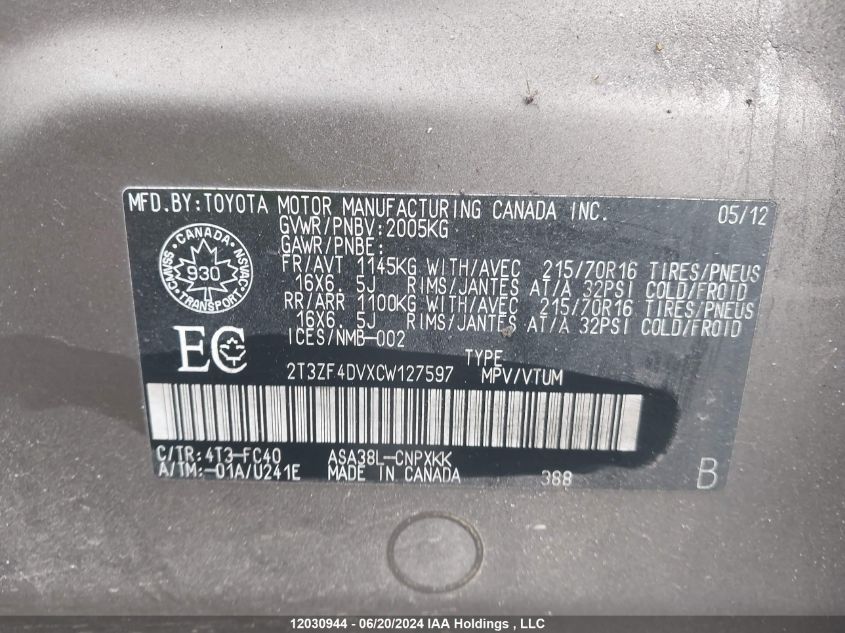 MFD.BY:TOYOTA MOTOR MANUFACTURING CANADA INC. 05/12
GVWR/PNBV:2005KG
GAWR/PNBE:
FR/AVT 1145KG WITH/AVEC 215/70R16 TIRES/PNEUS
16X6.5J RIMS/JANTES AT/A 32PSI COLD/FROID
RR/ARR 1100KG WITH/AVEC 215/70R16 TIRES/PNEUS
16X6.5J RIMS/JANTES AT/A 32PSI COLD/FROID
ICES/NMB-002
CANADA
CMVSS 930 NSVAC
TRANSPORT
EC
TYPE
2T3ZF4DVXCW127597 MPV/VTUM
C/TR:4T3-FC40 ASA38L-CNPXKK
A/TM:-01A/U241E MADE IN CANADA 388 B
12030944 - 06/20/2024 IAA Holdings , LLC